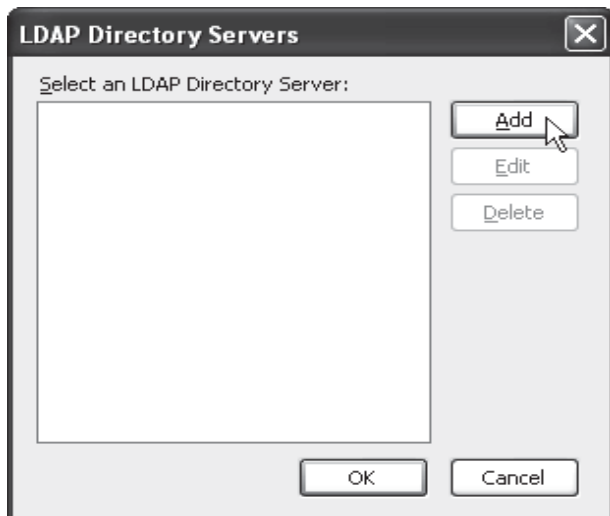 LDAP Directory Servers
Select an LDAP Directory Server:
Add
Edit
Delete
OK
Cancel